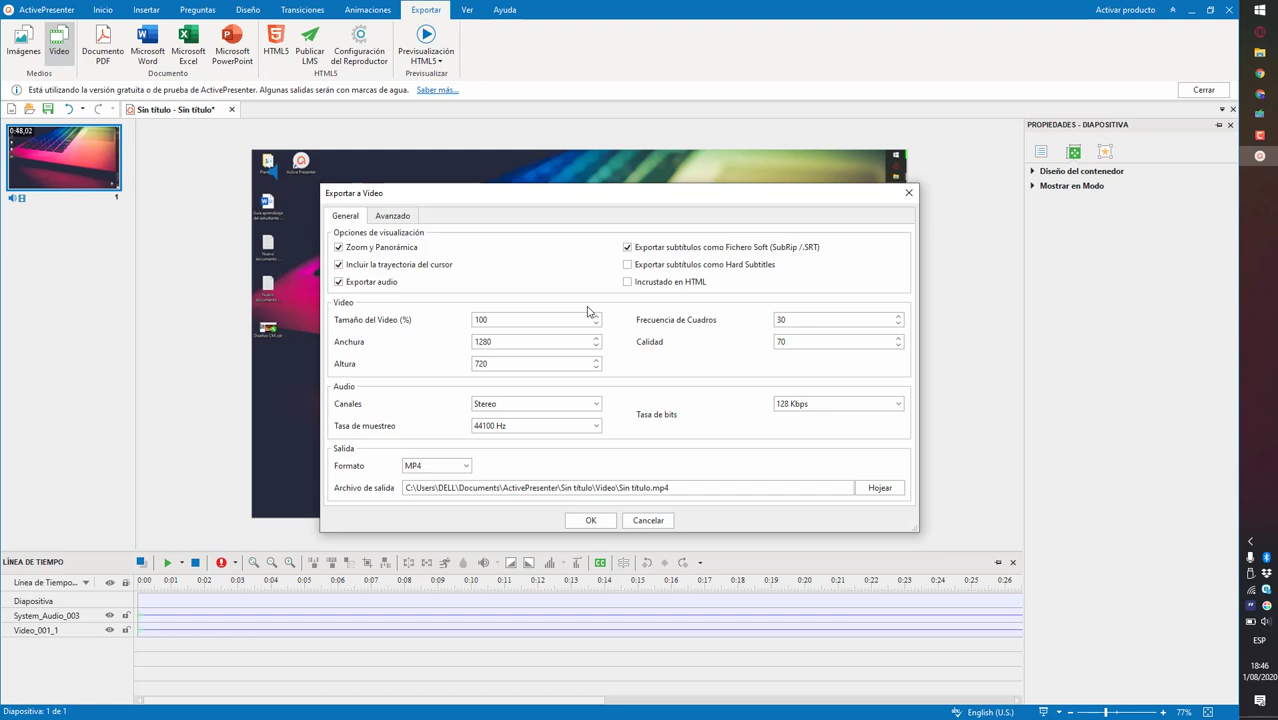 ActivePresenter Inicio Insertar Preguntas Diseño Transiciones Animaciones Exportar Ver Ayuda Activar producto
Imágenes Video Documento PDF Microsoft Word Microsoft Excel Microsoft PowerPoint HTML5 Publicar LMS Configuración del Reproductor Previsualización HTML5
Medios Documento HTML5 Previsualizar
Está utilizando la versión gratuita o de prueba de ActivePresenter. Algunas salidas serán con marcas de agua. Saber más... Cerrar
Sin título - Sin título*
PROPIEDADES - DIAPOSITIVA
0:48,02
1
Diseño del contenedor
Mostrar en Modo
Active Presenter
Guia aprendizaje del estudiante ...
Nuevo documento ...
Nuevo documento ...
Exportar a Video
General Avanzado
Opciones de visualización
Zoom y Panorámica Exportar subtítulos como Fichero Soft (SubRip /.SRT)
Incluir la trayectoria del cursor Exportar subtítulos como Hard Subtitles
Exportar audio Incrustado en HTML
Video
Tamaño del Video (%) 100 Frecuencia de Cuadros 30
Anchura 1280 Calidad 70
Altura 720
Audio
Canales Stereo Tasa de bits 128 Kbps
Tasa de muestreo 44100 Hz
Salida
Formato MP4
Archivo de salida C:\Users\DELL\Documents\ActivePresenter\Sin título\Video\Sin título.mp4 Hojear
OK Cancelar
LÍNEA DE TIEMPO
Línea de Tiempo... 0:00 0:01 0:02 0:03 0:04 0:05 0:06 0:07 0:08 0:09 0:10 0:11 0:12 0:13 0:14 0:15 0:16 0:17 0:18 0:19 0:20 0:21 0:22 0:23 0:24 0:25 0:26
Diapositiva
System_Audio_003
Video_001_1
Diapositiva: 1 de 1 English (U.S.) 77%
ESP
18:46
1/08/2020